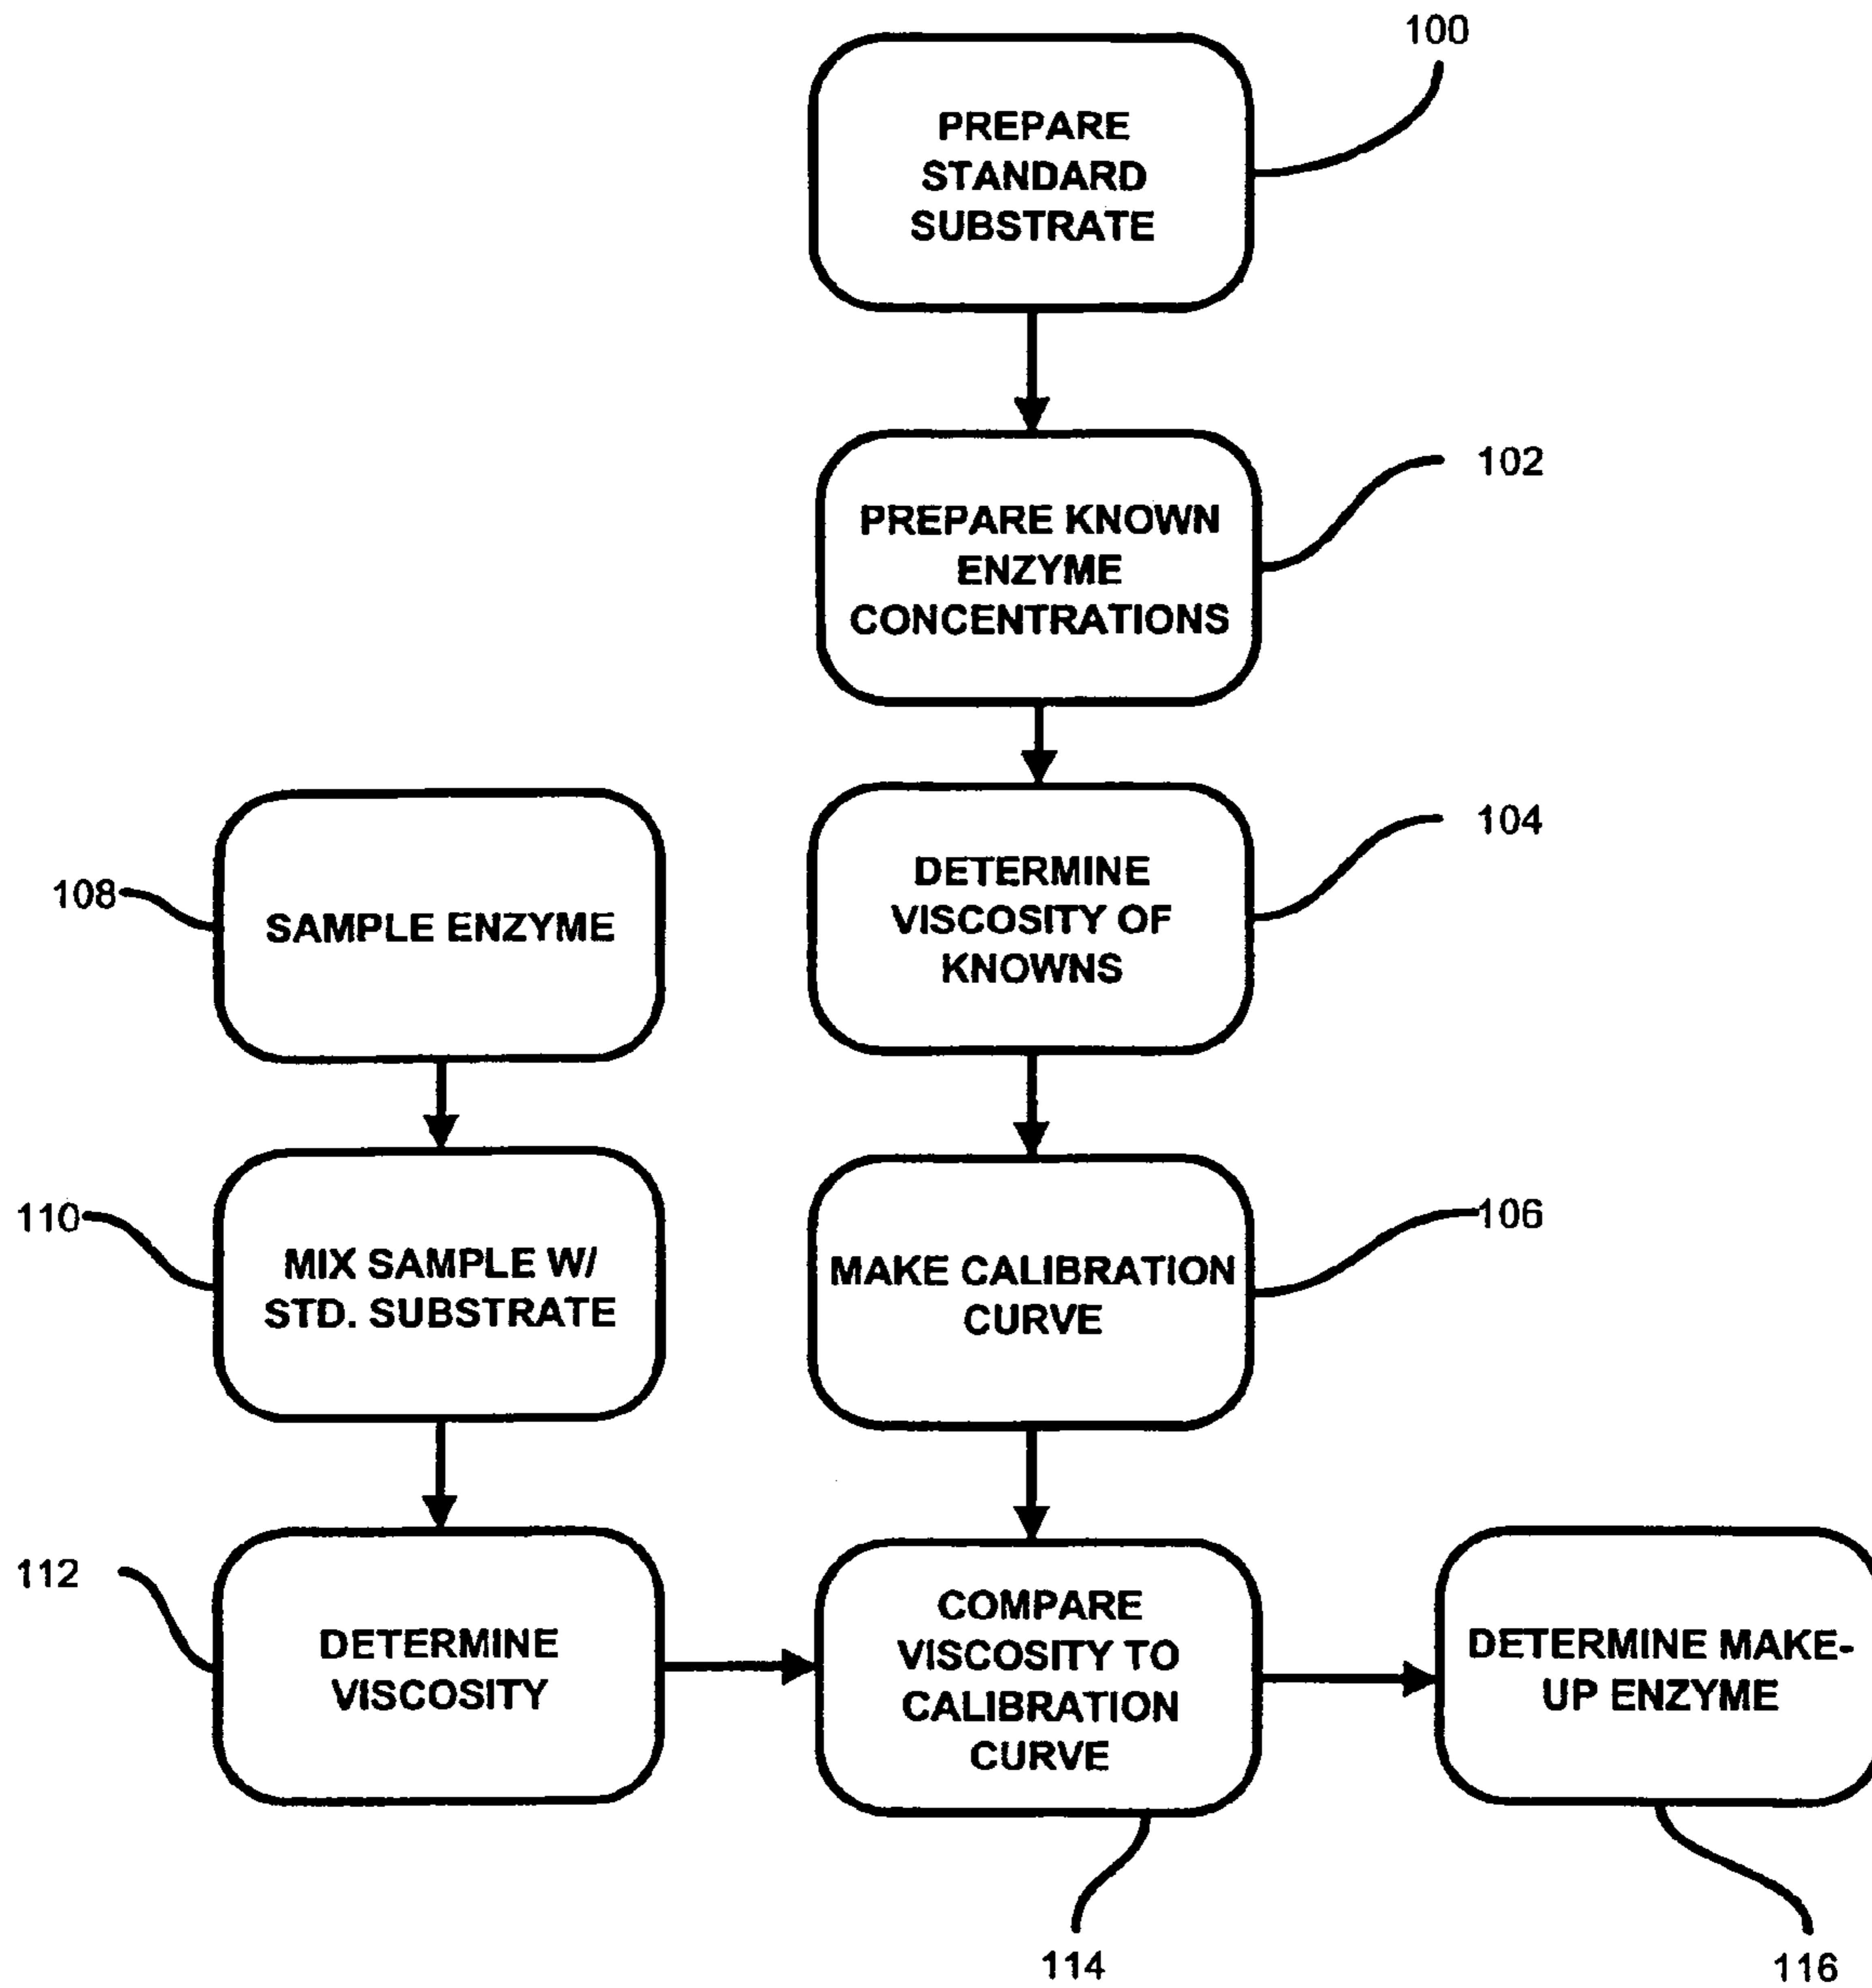 100
PREPARE
STANDARD
SUBSTRATE
102
PREPARE KNOWN
ENZYME
CONCENTRATIONS
104
DETERMINE
VISCOSITY OF
KNOWNS
108
SAMPLE ENZYME
110
MIX SAMPLE W/
STD. SUBSTRATE
106
MAKE CALIBRATION
CURVE
112
DETERMINE
VISCOSITY
COMPARE
VISCOSITY TO
CALIBRATION
CURVE
DETERMINE MAKE-
UP ENZYME
114
116